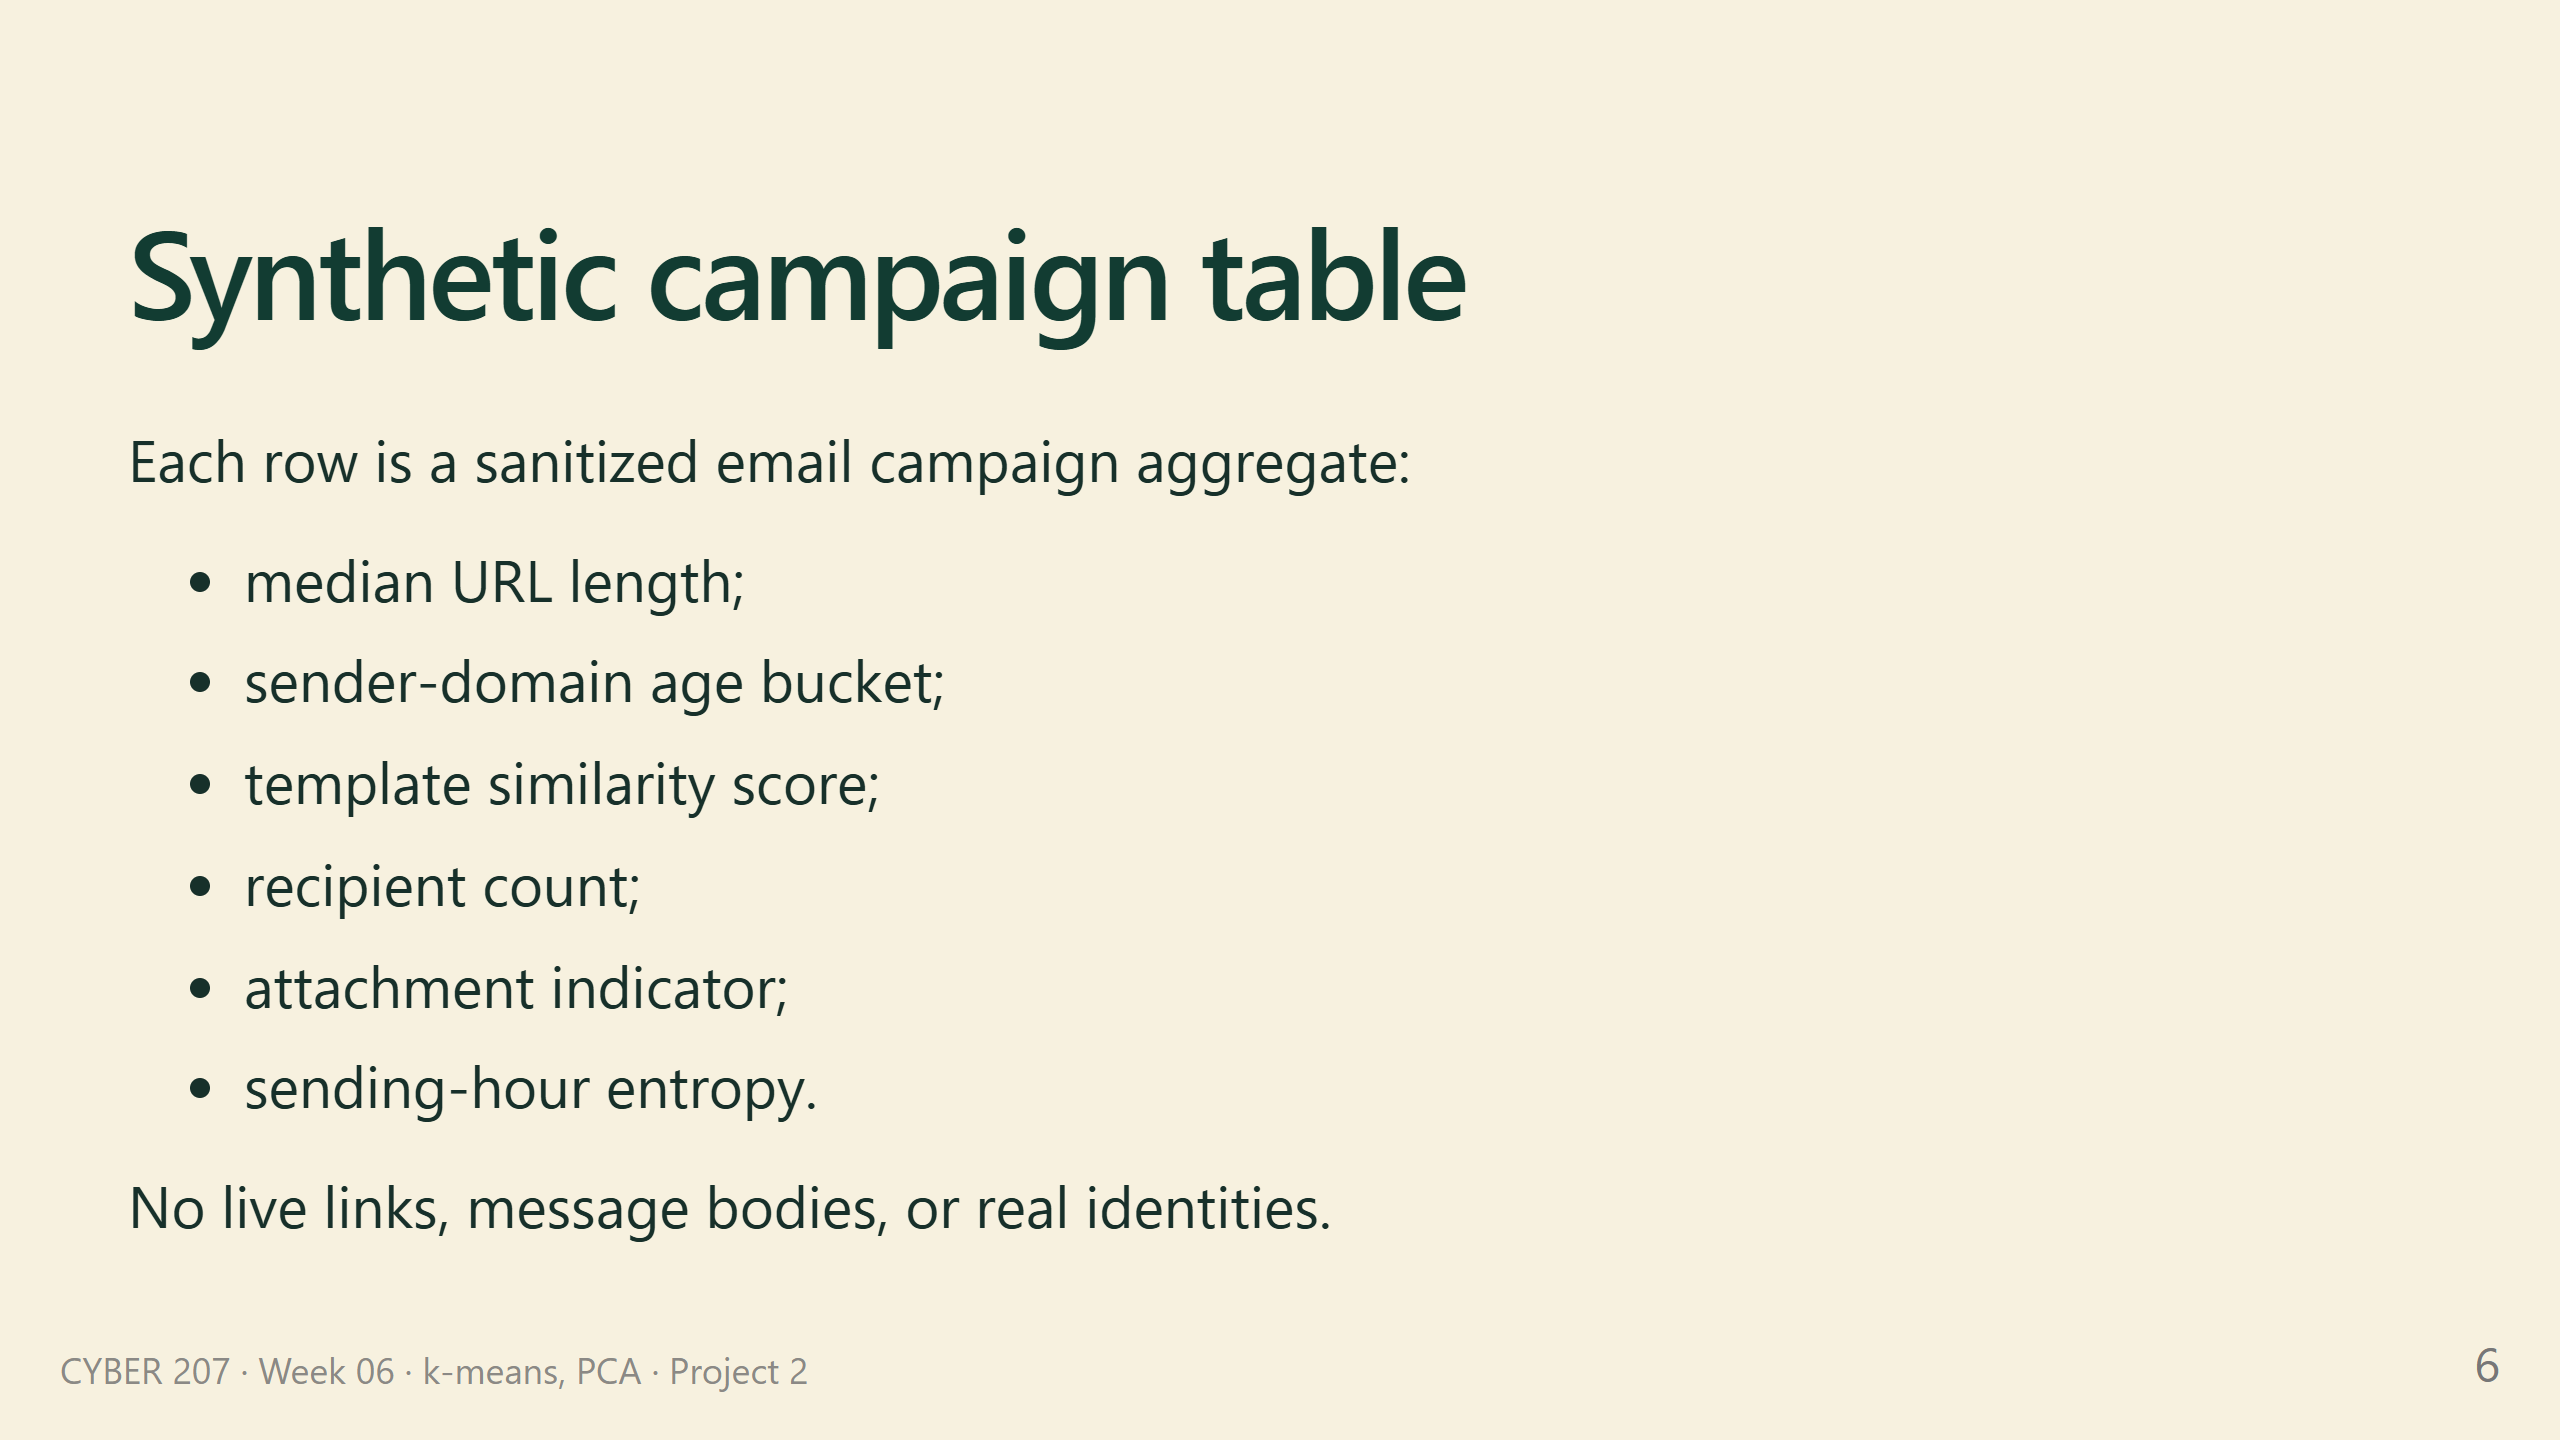 Synthetic campaign table
Each row is a sanitized email campaign aggregate:
• median URL length;
• sender-domain age bucket;
• template similarity score;
• recipient count;
• attachment indicator;
• sending-hour entropy.
No live links, message bodies, or real identities.
CYBER 207 · Week 06 · k-means, PCA · Project 2
6